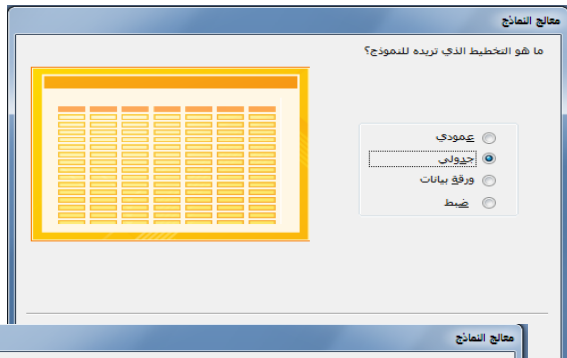 معالج النماذج
ما هو التخطيط الذي تريده للنموذج؟
عمودي
جدولي
ورقة بيانات
ضبط
معالج النماذج